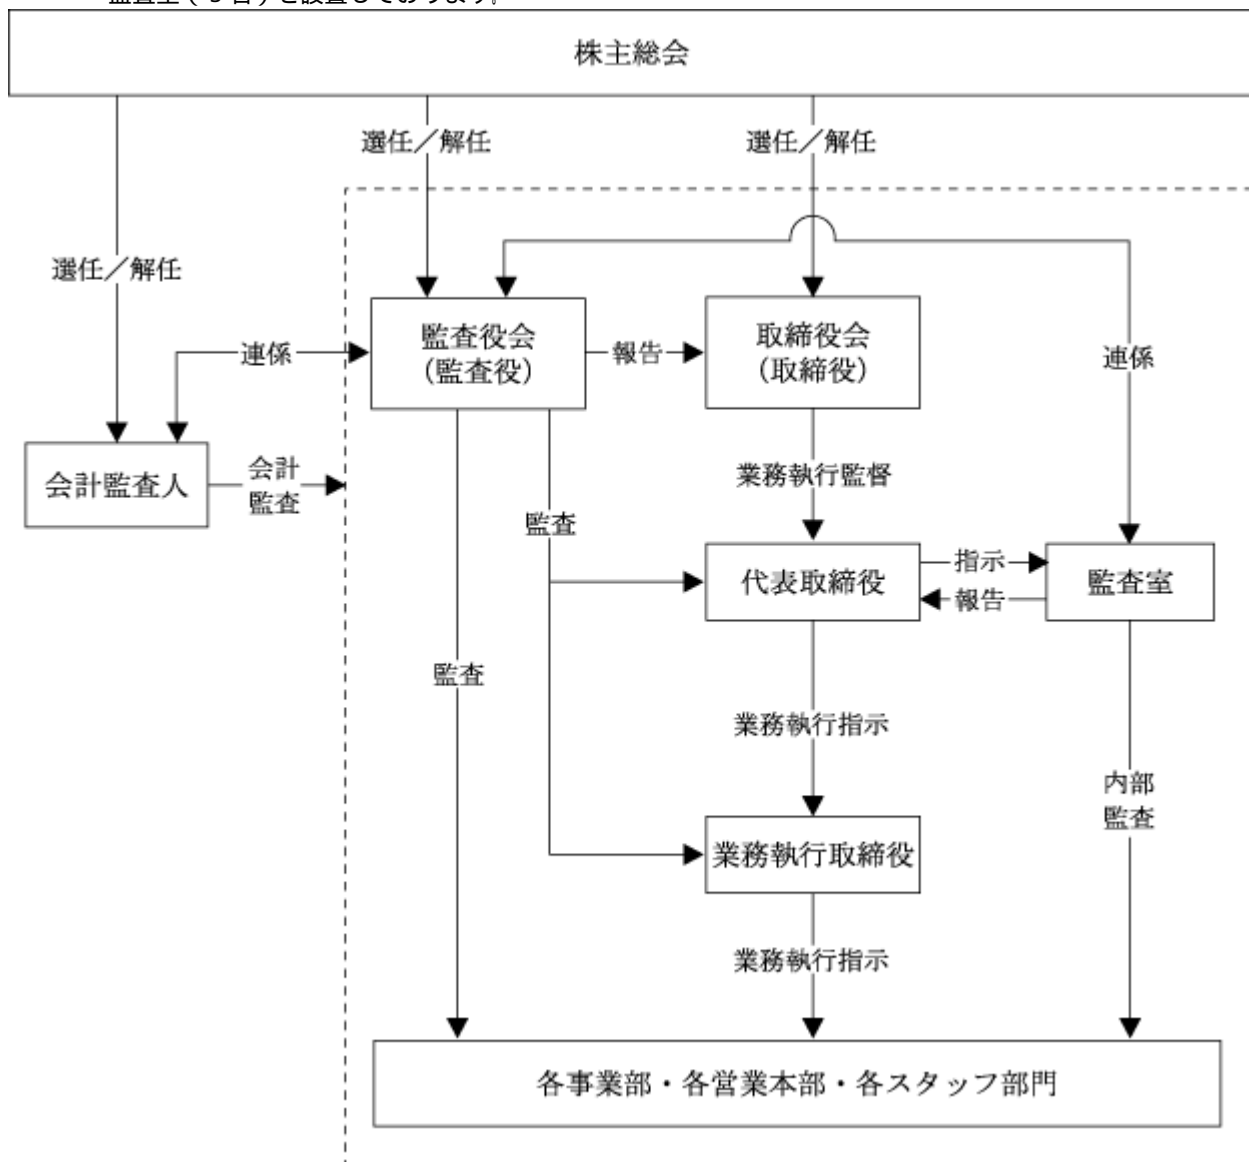 株主総会
選任／解任
選任／解任
選任／解任
監査役会
(監査役)
報告
取締役会
(取締役)
連係
連係
会計監査人
会計
監査
業務執行監督
監査
代表取締役
指示
報告
監査室
監査
業務執行指示
内部
監査
業務執行取締役
業務執行指示
各事業部・各営業本部・各スタッフ部門